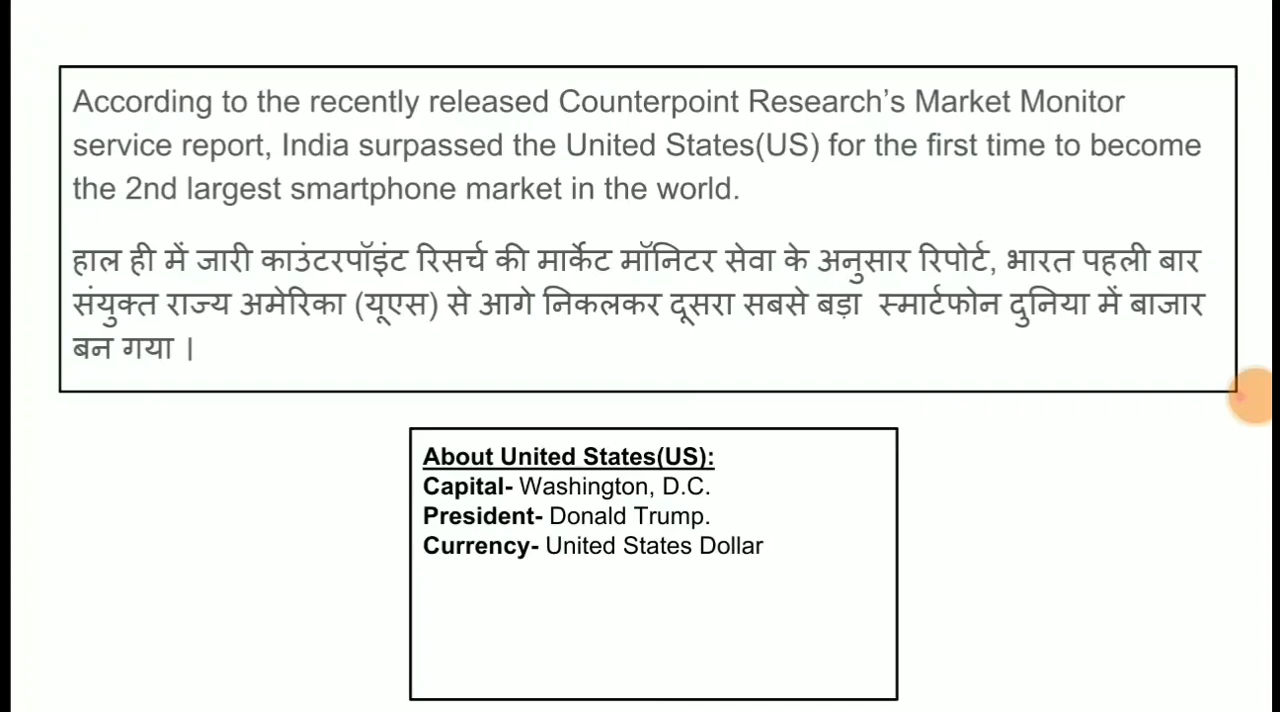 According to the recently released Counterpoint Research’s Market Monitor
service report, India surpassed the United States(US) for the first time to become
the 2nd largest smartphone market in the world.
हाल ही में जारी काउंटरपॉइंट रिसर्च की मार्केट मॉनिटर सेवा के अनुसार रिपोर्ट, भारत पहली बार
संयुक्त राज्य अमेरिका (यूएस) से आगे निकलकर दूसरा सबसे बड़ा स्मार्टफोन दुनिया में बाजार
बन गया |
About United States(US):
Capital- Washington, D.C.
President- Donald Trump.
Currency- United States Dollar